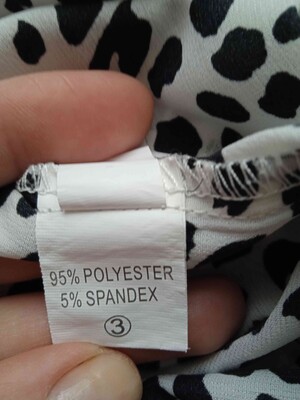 95% POLYESTER
5% SPANDEX
③